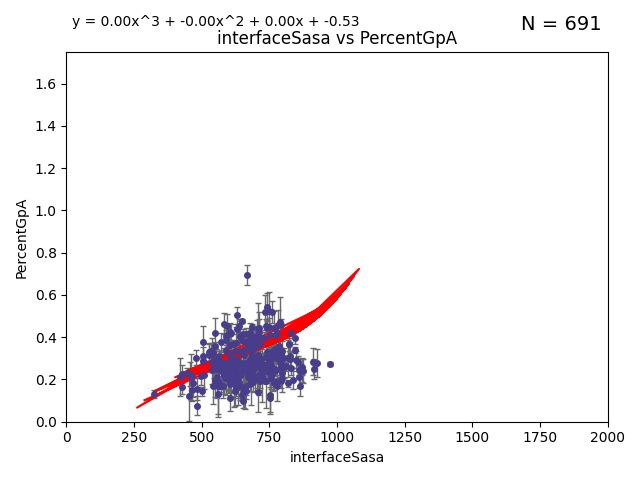 y = 0.00x^3 + -0.00x^2 + 0.00x + -0.53
N = 691
interfaceSasa vs PercentGpA
PercentGpA
1.6
1.4
1.2
1.0
0.8
0.6
0.4
0.2
0.0
0 250 500 750 1000 1250 1500 1750 2000
interfaceSasa